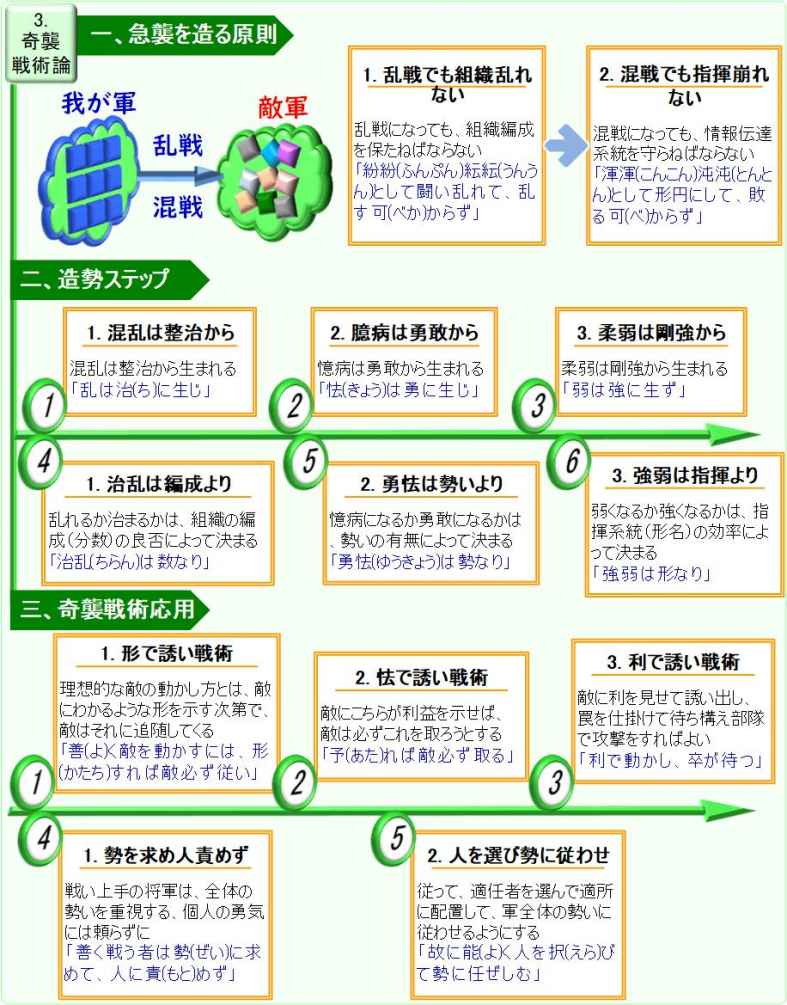 3.
奇襲
戦術論
一、急襲を造る原則
我が軍
敵軍
乱戦
混戦
1. 乱戦でも組織乱れ
ない
乱戦になっても、組織編成
を保たねばならない
「紛紛(ふんぷん)紜紜(うんう
ん)として闘い乱れて、乱
す可(べか)からず」
2. 混戦でも指揮崩れ
ない
混戦になっても、情報伝達
系統を守らねばならない
「渾渾(こんこん)沌沌(とんと
ん)として形円にして、敗
る可(べ)からず」
二、造勢ステップ
1. 混乱は整治から
混乱は整治から生まれる
「乱は治(ち)に生じ」
1
2. 臆病は勇敢から
憶病は勇敢から生まれる
「怯(きょう)は勇に生じ」
2
3. 柔弱は剛強から
柔弱は剛強から生まれる
「弱は強に生ず」
3
4
1. 治乱は編成より
乱れるか治まるかは、組織の編
成(分数)の良否によって決まる
「治乱(ちらん)は数なり」
5
2. 勇怯は勢いより
憶病になるか勇敢になるかは
、勢いの有無によって決まる
「勇怯(ゆうきょう)は勢なり」
6
3. 強弱は指揮より
弱くなるか強くなるかは、指
揮系統(形名)の効率によ
って決まる
「強弱は形なり」
三、奇襲戦術応用
1. 形で誘い戦術
理想的な敵の動かし方とは、敵
にわかるような形を示す次第で、
敵はそれに追随してくる
「善(よ)く敵を動かすには、形
(かたち)すれば敵必ず従い」
1
2. 怯で誘い戦術
敵にこちらが利益を示せば、
敵は必ずこれを取ろうとする
「予(あた)れば敵必ず取る」
2
3. 利で誘い戦術
敵に利を見せて誘い出し、
罠を仕掛けて待ち構え部隊
で攻撃をすればよい
「利で動かし、卒が待つ」
3
4
1. 勢を求め人責めず
戦い上手の将軍は、全体の
勢いを重視する、個人の勇気
には頼らずに
「善く戦う者は勢(ぜい)に求
めて、人に責(もと)めず」
5
2. 人を選び勢に従わせ
従って、適任者を選んで適所
に配置して、軍全体の勢いに
従わせるようにする
「故に能(よ)く人を択(えら)び
て勢に任ぜしむ」